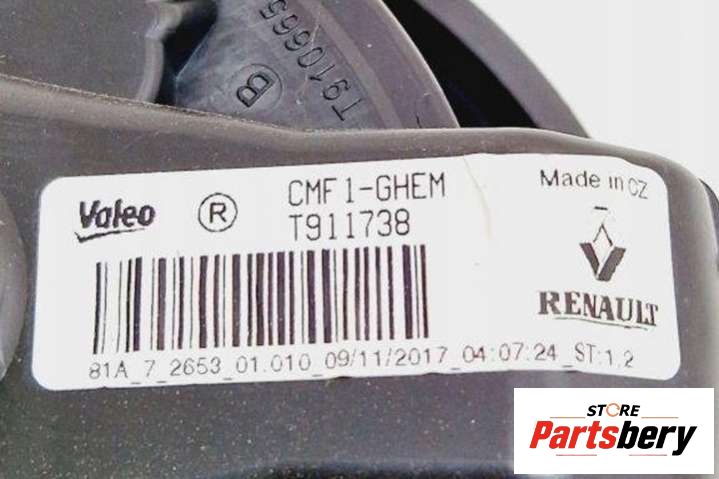 T910665
B
Valeo
®
CMF1-GHEM
T911738
Made in CZ
RENAULT
81A_7_2653_01.010_09/11/2017_04:07:24_ST:1.2
STORE
Partsbery